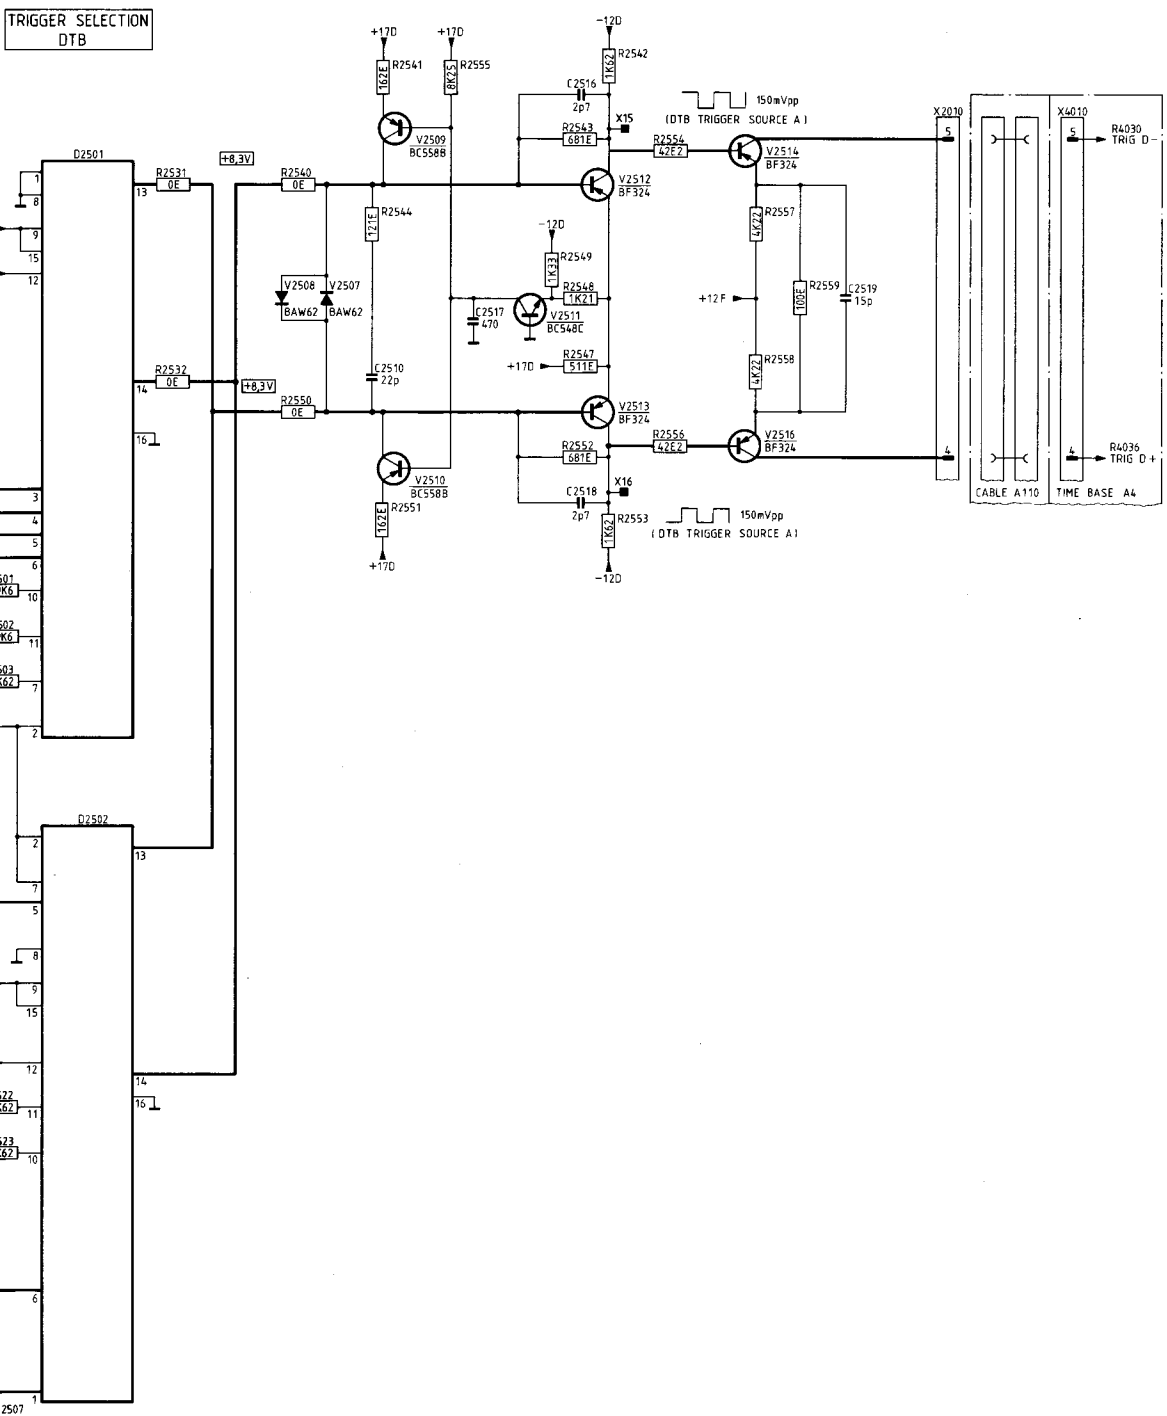 TRIGGER SELECTION
DTB
+17D
+17D
-12D
R2541
162E
R2555
8K25
R2542
1K62
C2516
2p7
150mVpp
(DTB TRIGGER SOURCE A)
X15
R2543
681E
R2554
42E2
V2509
BC558B
V2514
BF324
X2010
5
X4010
5
R4030
TRIG D-
D2501
+8,3V
R2531
0E
R2540
0E
V2512
BF324
1
8
9
15
12
13
R2544
121E
-12D
R2549
1K33
R2557
4K22
V2508
BAW62
V2507
BAW62
R2548
1K21
C2517
470
V2511
BC548C
+12F
R2559
100E
C2519
15p
R2532
0E
14
+8,3V
C2510
22p
R2547
511E
+17D
R2558
4K22
R2550
0E
V2513
BF324
16
R2552
681E
R2556
42E2
V2516
BF324
4
4
R4036
TRIG D+
V2510
BC558B
X16
C2518
2p7
R2551
162E
R2553
1K62
150mVpp
(DTB TRIGGER SOURCE A)
CABLE A110
TIME BASE A4
+17D
-12D
3
4
5
6
10
11
7
2
D2502
2
13
7
5
8
9
15
12
14
16
11
10
6
1
2507